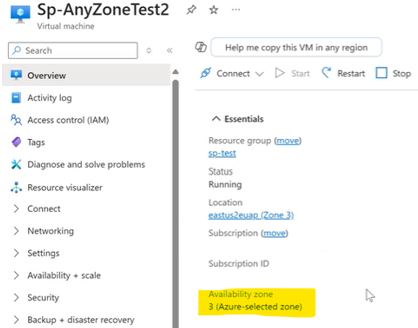 Sp-AnyZoneTest2
Virtual machine
Search
Overview
Activity log
Access control (IAM)
Tags
Diagnose and solve problems
Resource visualizer
Connect
Networking
Settings
Availability + scale
Security
Backup + disaster recovery
Help me copy this VM in any region
Connect
Start
Restart
Stop
Essentials
Resource group (move)
sp-test
Status
Running
Location
eastus2euap (Zone 3)
Subscription (move)
Subscription ID
Availability zone
3 (Azure-selected zone)